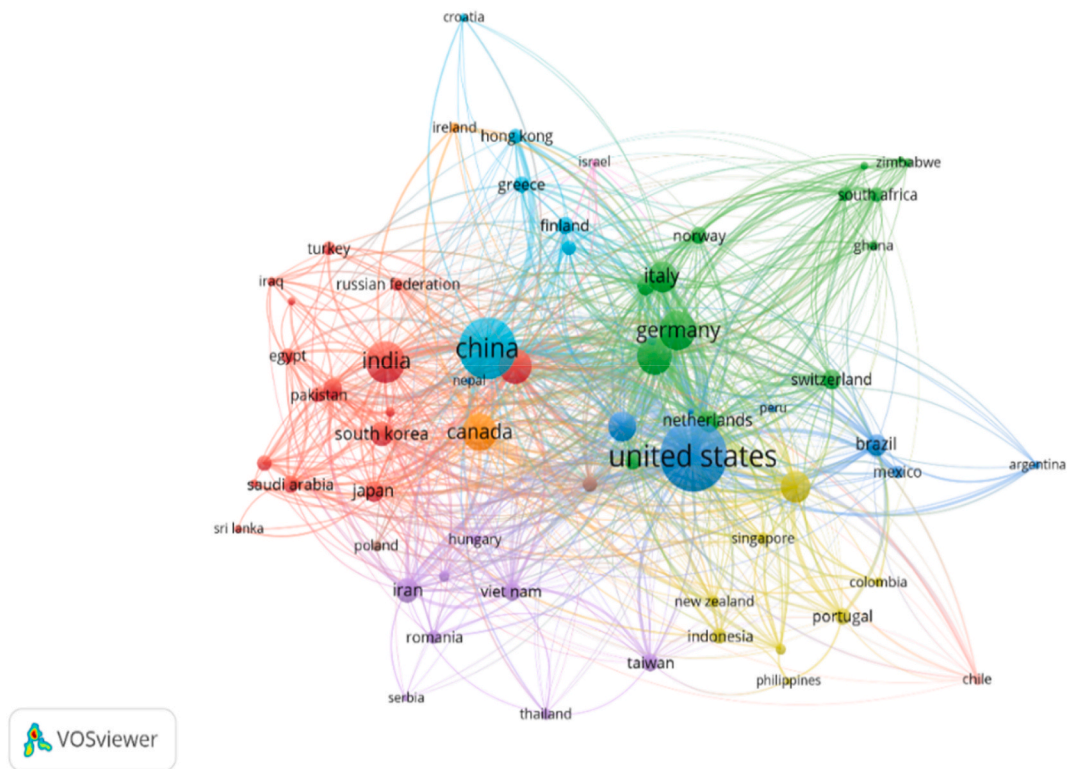 croatia
ireland
hong kong
israel
zimbabwe
greece
south africa
finland
norway
ghana
turkey
italy
iraq
russian federation
germany
china
egypt
india
nepal
switzerland
pakistan
peru
netherlands
south korea
canada
brazil
united states
argentina
mexico
saudi arabia
japan
sri lanka
poland
hungary
singapore
colombia
iran
viet nam
new zealand
portugal
romania
indonesia
taiwan
philippines
chile
serbia
thailand
VOSviewer